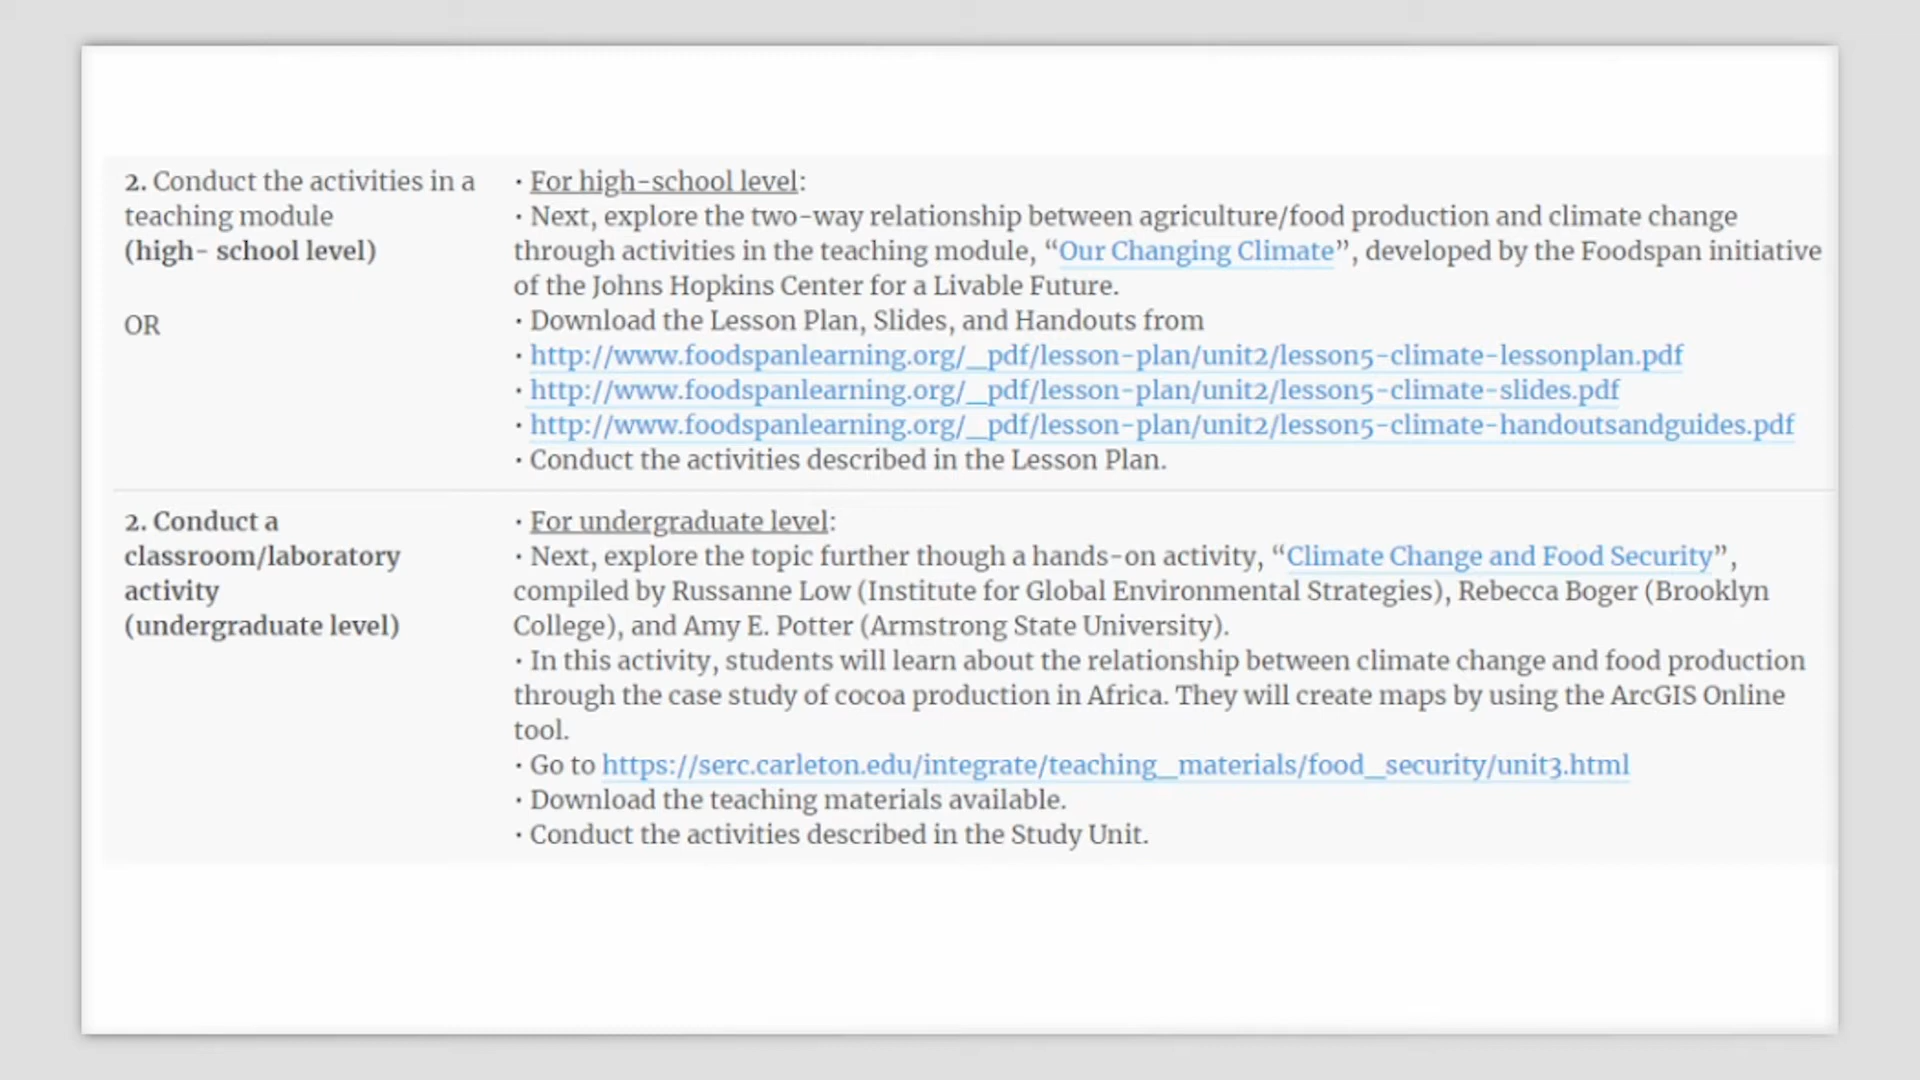 2. Conduct the activities in a
teaching module
(high- school level)
OR
· For high-school level:
· Next, explore the two-way relationship between agriculture/food production and climate change
through activities in the teaching module, “Our Changing Climate”, developed by the Foodspan initiative
of the Johns Hopkins Center for a Livable Future.
· Download the Lesson Plan, Slides, and Handouts from
· http://www.foodspanlearning.org/_pdf/lesson-plan/unit2/lesson5-climate-lessonplan.pdf
· http://www.foodspanlearning.org/_pdf/lesson-plan/unit2/lesson5-climate-slides.pdf
· http://www.foodspanlearning.org/_pdf/lesson-plan/unit2/lesson5-climate-handoutsandguides.pdf
· Conduct the activities described in the Lesson Plan.
2. Conduct a
classroom/laboratory
activity
(undergraduate level)
· For undergraduate level:
· Next, explore the topic further though a hands-on activity, “Climate Change and Food Security”,
compiled by Russanne Low (Institute for Global Environmental Strategies), Rebecca Boger (Brooklyn
College), and Amy E. Potter (Armstrong State University).
· In this activity, students will learn about the relationship between climate change and food production
through the case study of cocoa production in Africa. They will create maps by using the ArcGIS Online
tool.
· Go to https://serc.carleton.edu/integrate/teaching_materials/food_security/unit3.html
· Download the teaching materials available.
· Conduct the activities described in the Study Unit.